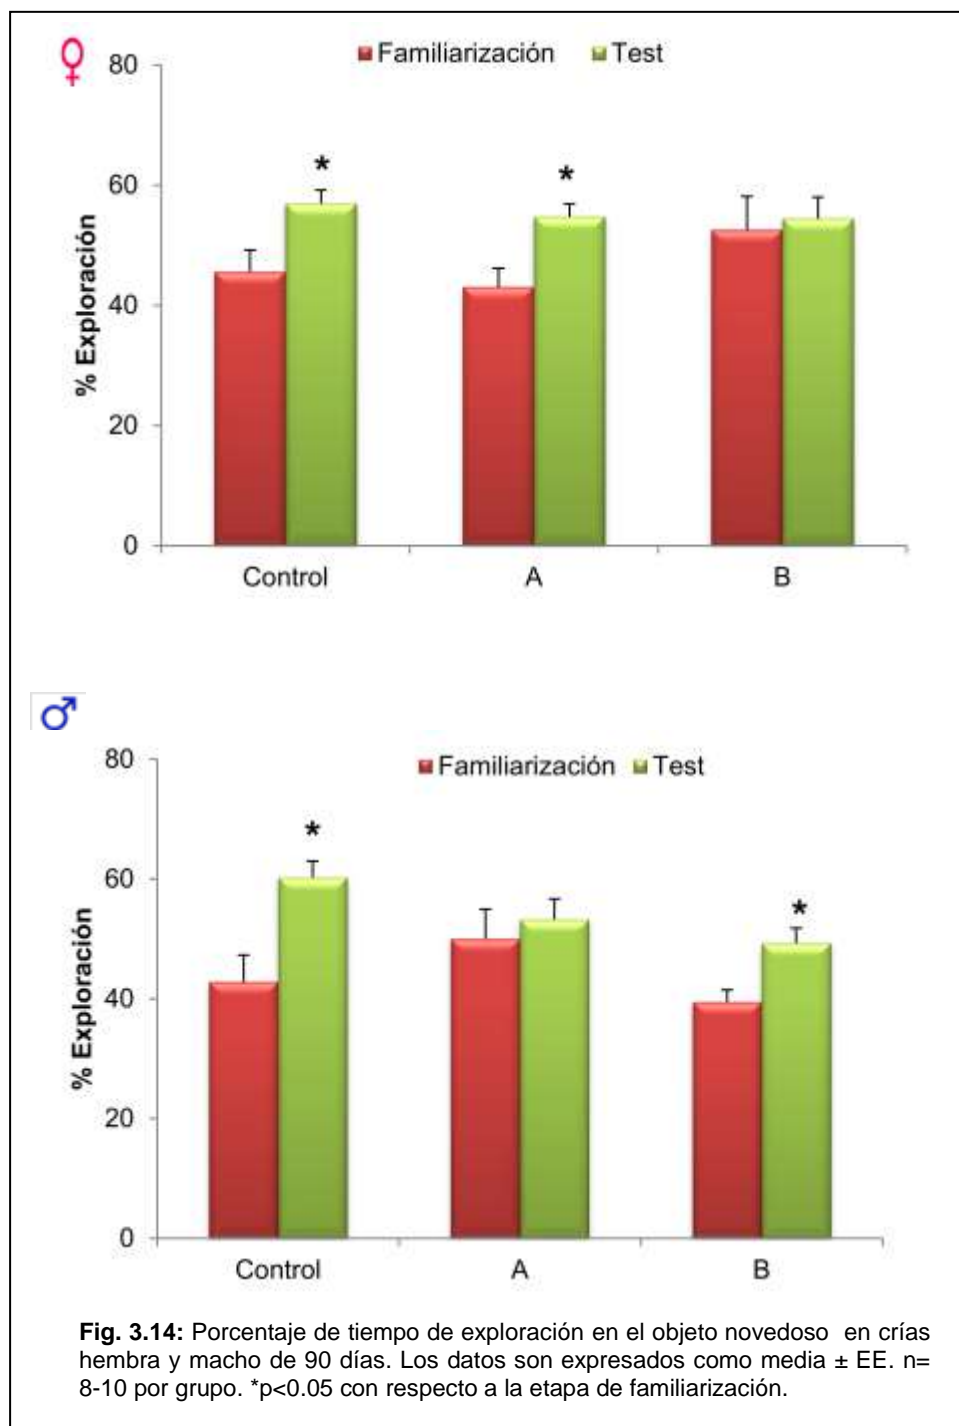 ♀
Familiarización Test
80
60
40
20
0
% Exploración
* *
Control A B
♂
Familiarización Test
80
60
40
20
0
% Exploración
* *
Control A B
Fig. 3.14: Porcentaje de tiempo de exploración en el objeto novedoso en crías
hembra y macho de 90 días. Los datos son expresados como media ± EE. n=
8-10 por grupo. *p<0.05 con respecto a la etapa de familiarización.